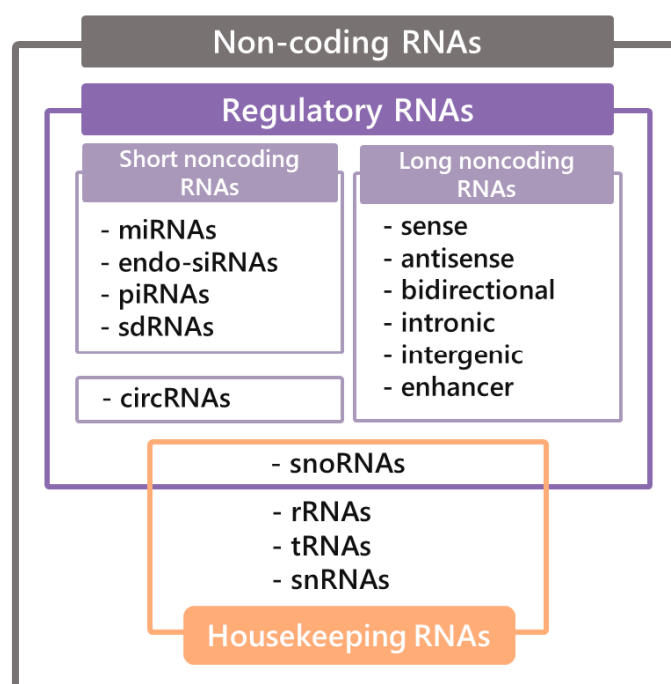 Non-coding RNAs
Regulatory RNAs
Short noncoding
RNAs
- miRNAs
- endo-siRNAs
- piRNAs
- sdRNAs
- circRNAs
Long noncoding
RNAs
- sense
- antisense
- bidirectional
- intronic
- intergenic
- enhancer
- snoRNAs
- rRNAs
- tRNAs
- snRNAs
Housekeeping RNAs